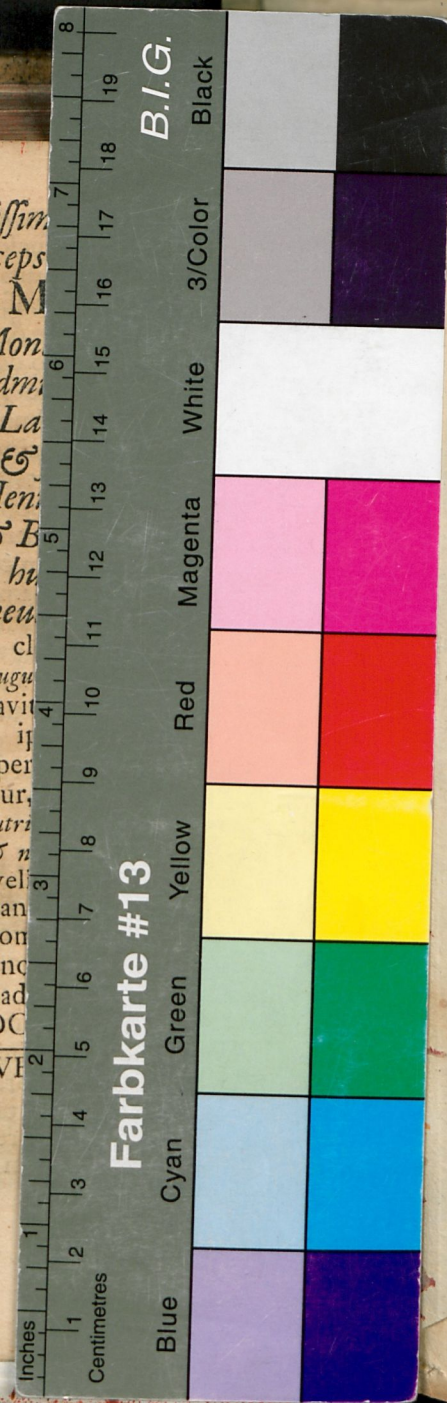 Farbkarte #13
B.I.G.
Inches
1
2
3
4
5
6
7
8
Centimetres
1
2
3
4
5
6
7
8
9
10
11
12
13
14
15
16
17
18
19
Blue
Cyan
Green
Yellow
Red
Magenta
White
3/Color
Black
M
La
&
B
cl